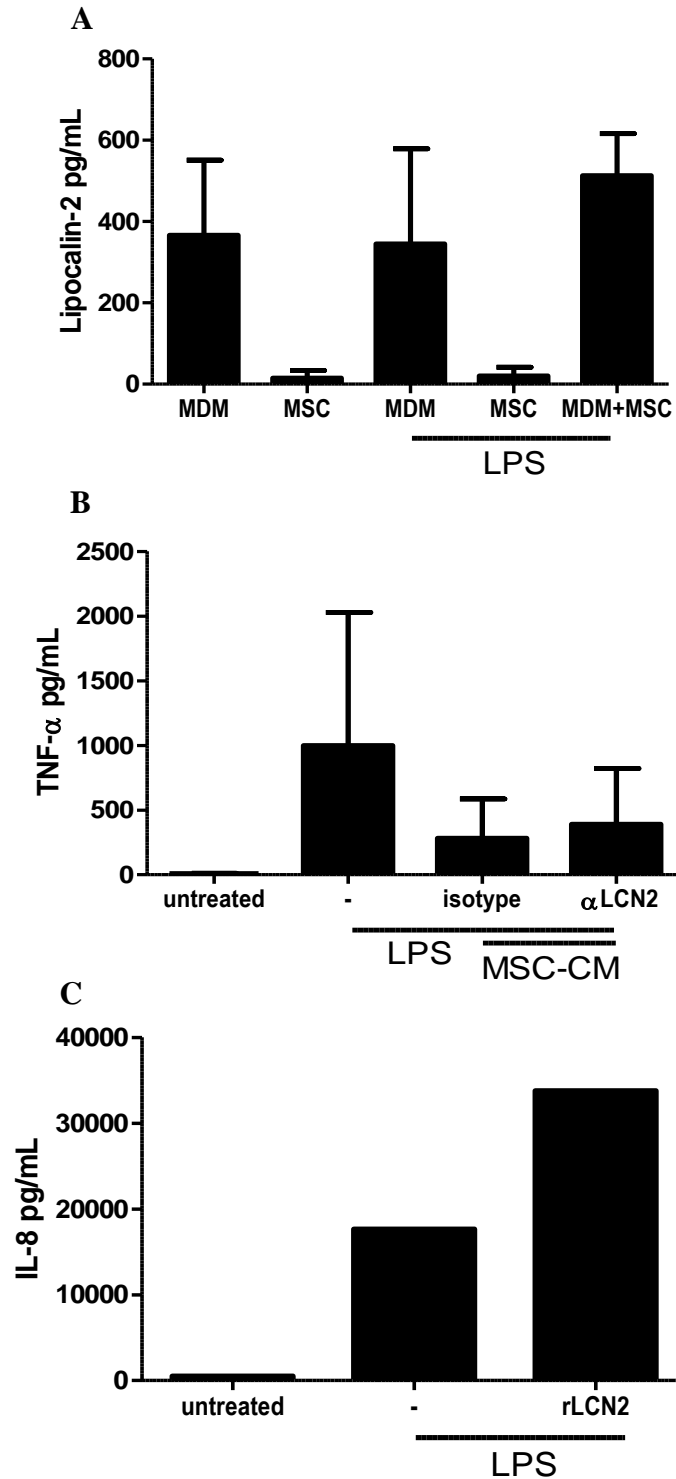 A
Lipocalin-2 pg/mL
800
600
400
200
0
MDM MSC MDM MSC MDM+MSC
LPS
B
TNF-α pg/mL
2500
2000
1500
1000
500
0
untreated - isotype αLCN2
LPS
MSC-CM
C
IL-8 pg/mL
40000
30000
20000
10000
0
untreated - rLCN2
LPS